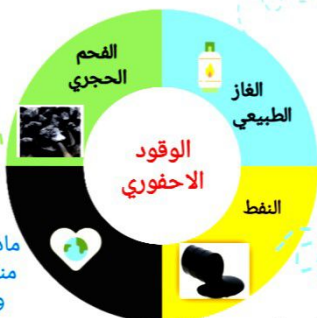 الفحم
الحجري
الغاز
الطبيعي
الوقود
الاحفوري
النفط